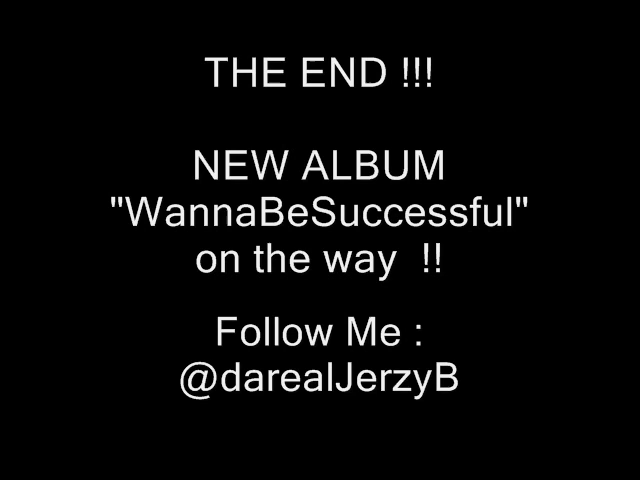 THE END !!!
NEW ALBUM
"WannaBeSuccessful"
on the way  !!
Follow Me :
@darealJerzyB